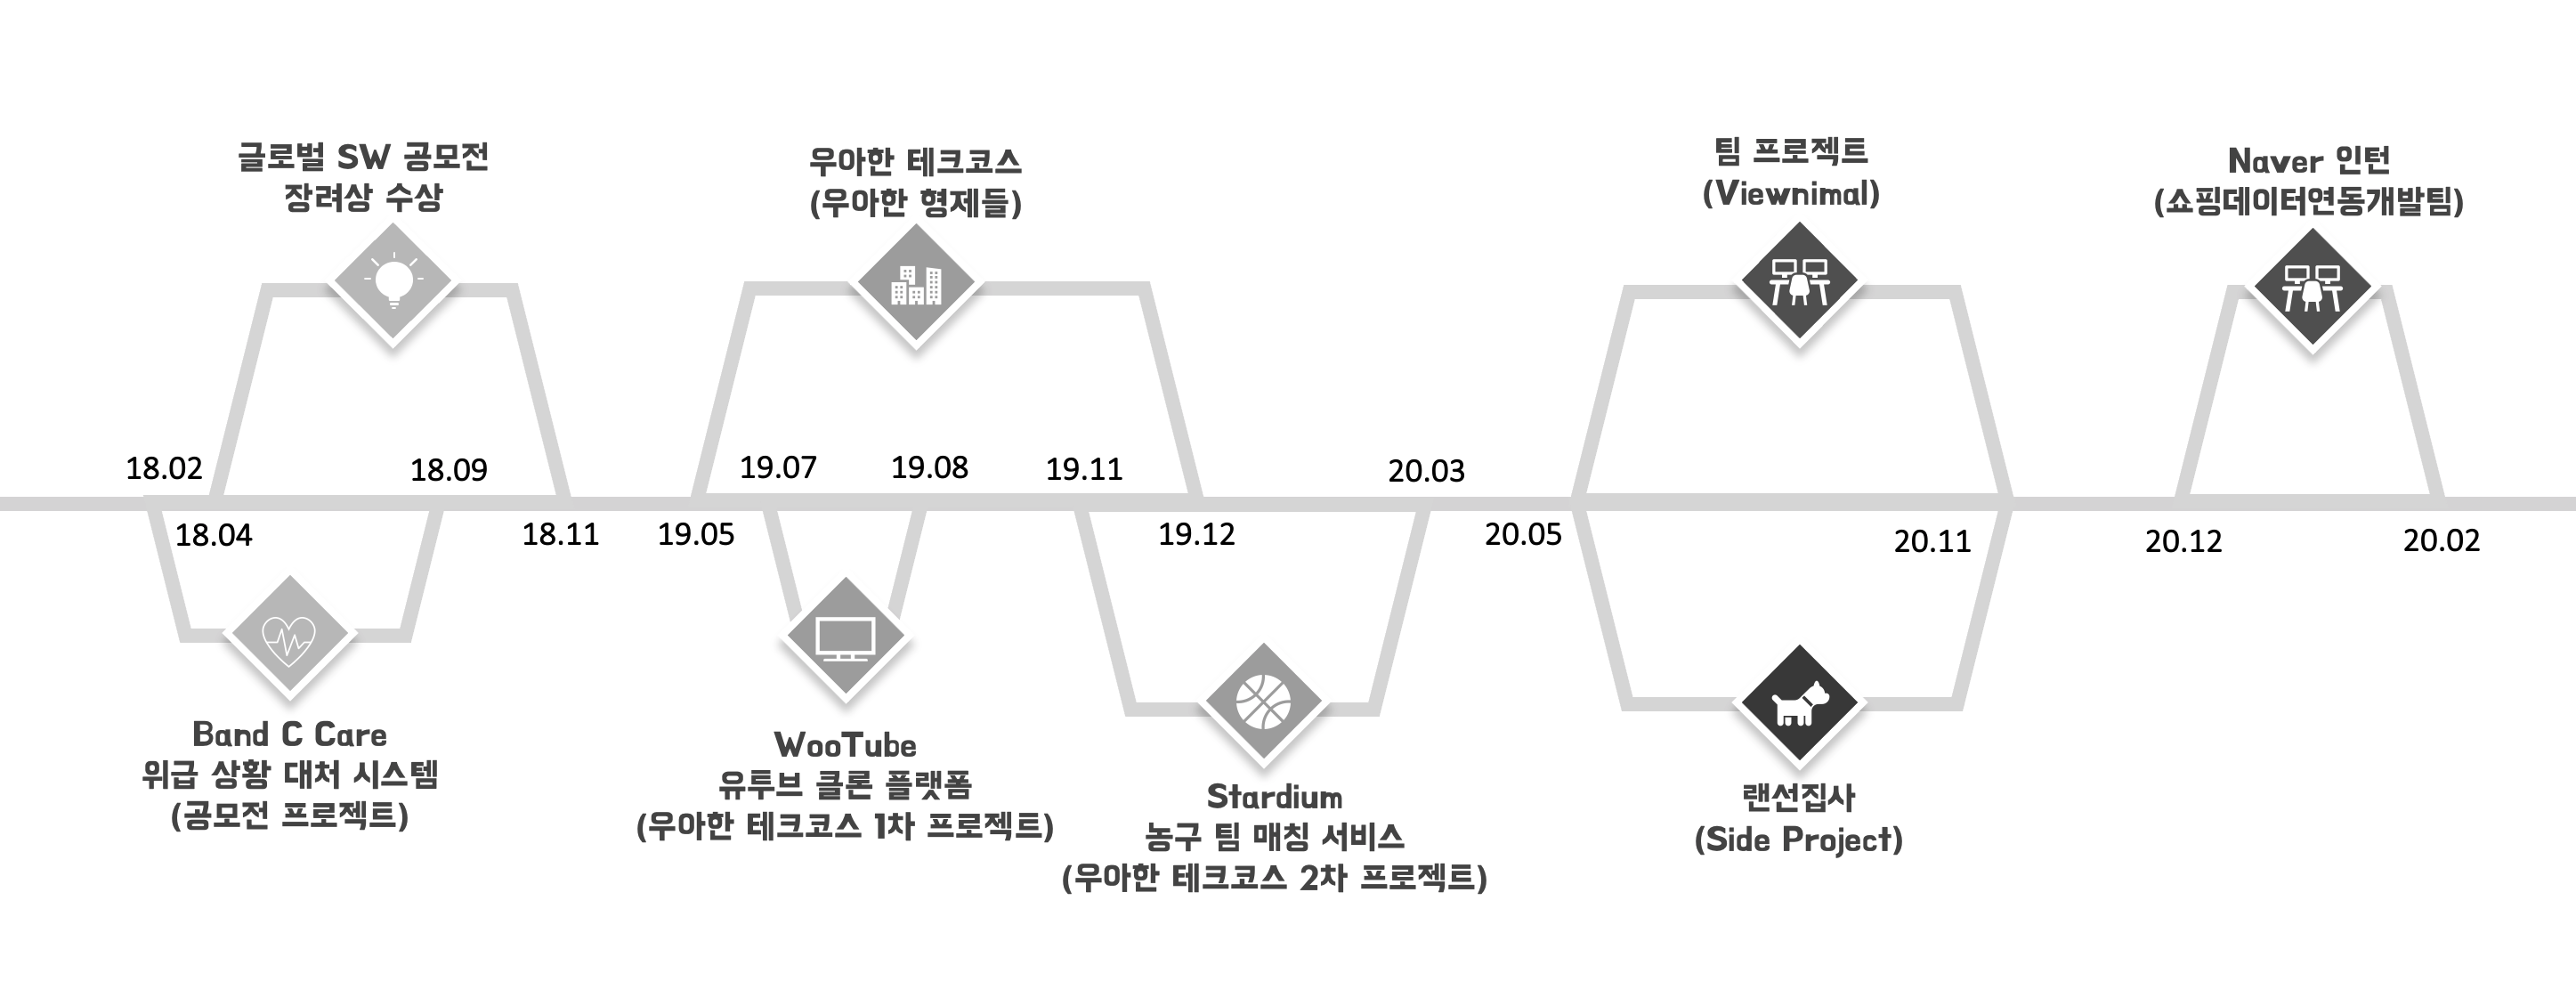 글로벌 SW 공모전
장려상 수상
우아한 테크코스
(우아한 형제들)
팀 프로젝트
(Viewnimal)
Naver 인턴
(쇼핑데이터연동개발팀)
18.02
18.09
19.07
19.08
19.11
20.03
18.04
18.11
19.05
19.12
20.05
20.11
20.12
20.02
Band C Care
위급 상황 대처 시스템
(공모전 프로젝트)
WooTube
유투브 클론 플랫폼
(우아한 테크코스 1차 프로젝트)
Stardium
농구 팀 매칭 서비스
(우아한 테크코스 2차 프로젝트)
랜선집사
(Side Project)